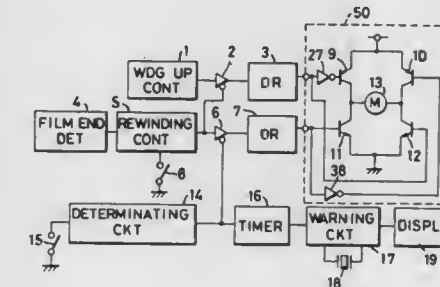 50
1
2
3
27
9
10
WDG UP
CONT
DR
13
M
4
5
6
7
FILM END
DET
REWINDING
CONT
DR
11
12
8
38
14
16
15
DETERMINATING
CKT
TIMER
WARNING
CKT
DISPL
18
17
19